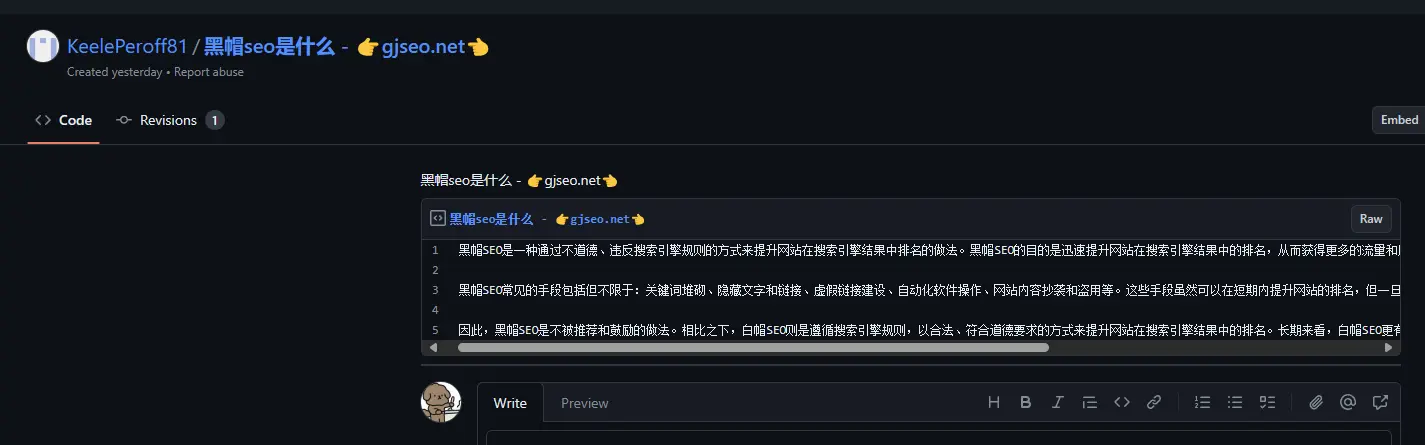 KeelePeroff81 / 黑帽seo是什么 - 👉gjseo.net👈
Created yesterday • Report abuse
Code
Revisions 1
Embed
黑帽seo是什么 - 👉gjseo.net👈
黑帽seo是什么 - 👉gjseo.net👈
Raw
1 黑帽SEO是一种通过不道德、违反搜索引擎规则的方式来提升网站在搜索引擎结果中排名的做法。黑帽SEO的目的是迅速提升网站在搜索引擎结果中的排名，从而获得更多的流量和
2
3 黑帽SEO常见的手段包括但不限于：关键词堆砌、隐藏文字和链接、虚假链接建设、自动化软件操作、网站内容抄袭和盗用等。这些手段虽然可以在短期内提升网站的排名，但一旦
4
5 因此，黑帽SEO是不被推荐和鼓励的做法。相比之下，白帽SEO则是遵循搜索引擎规则，以合法、符合道德要求的方式来提升网站在搜索引擎结果中的排名。长期来看，白帽SEO更有
Write
Preview